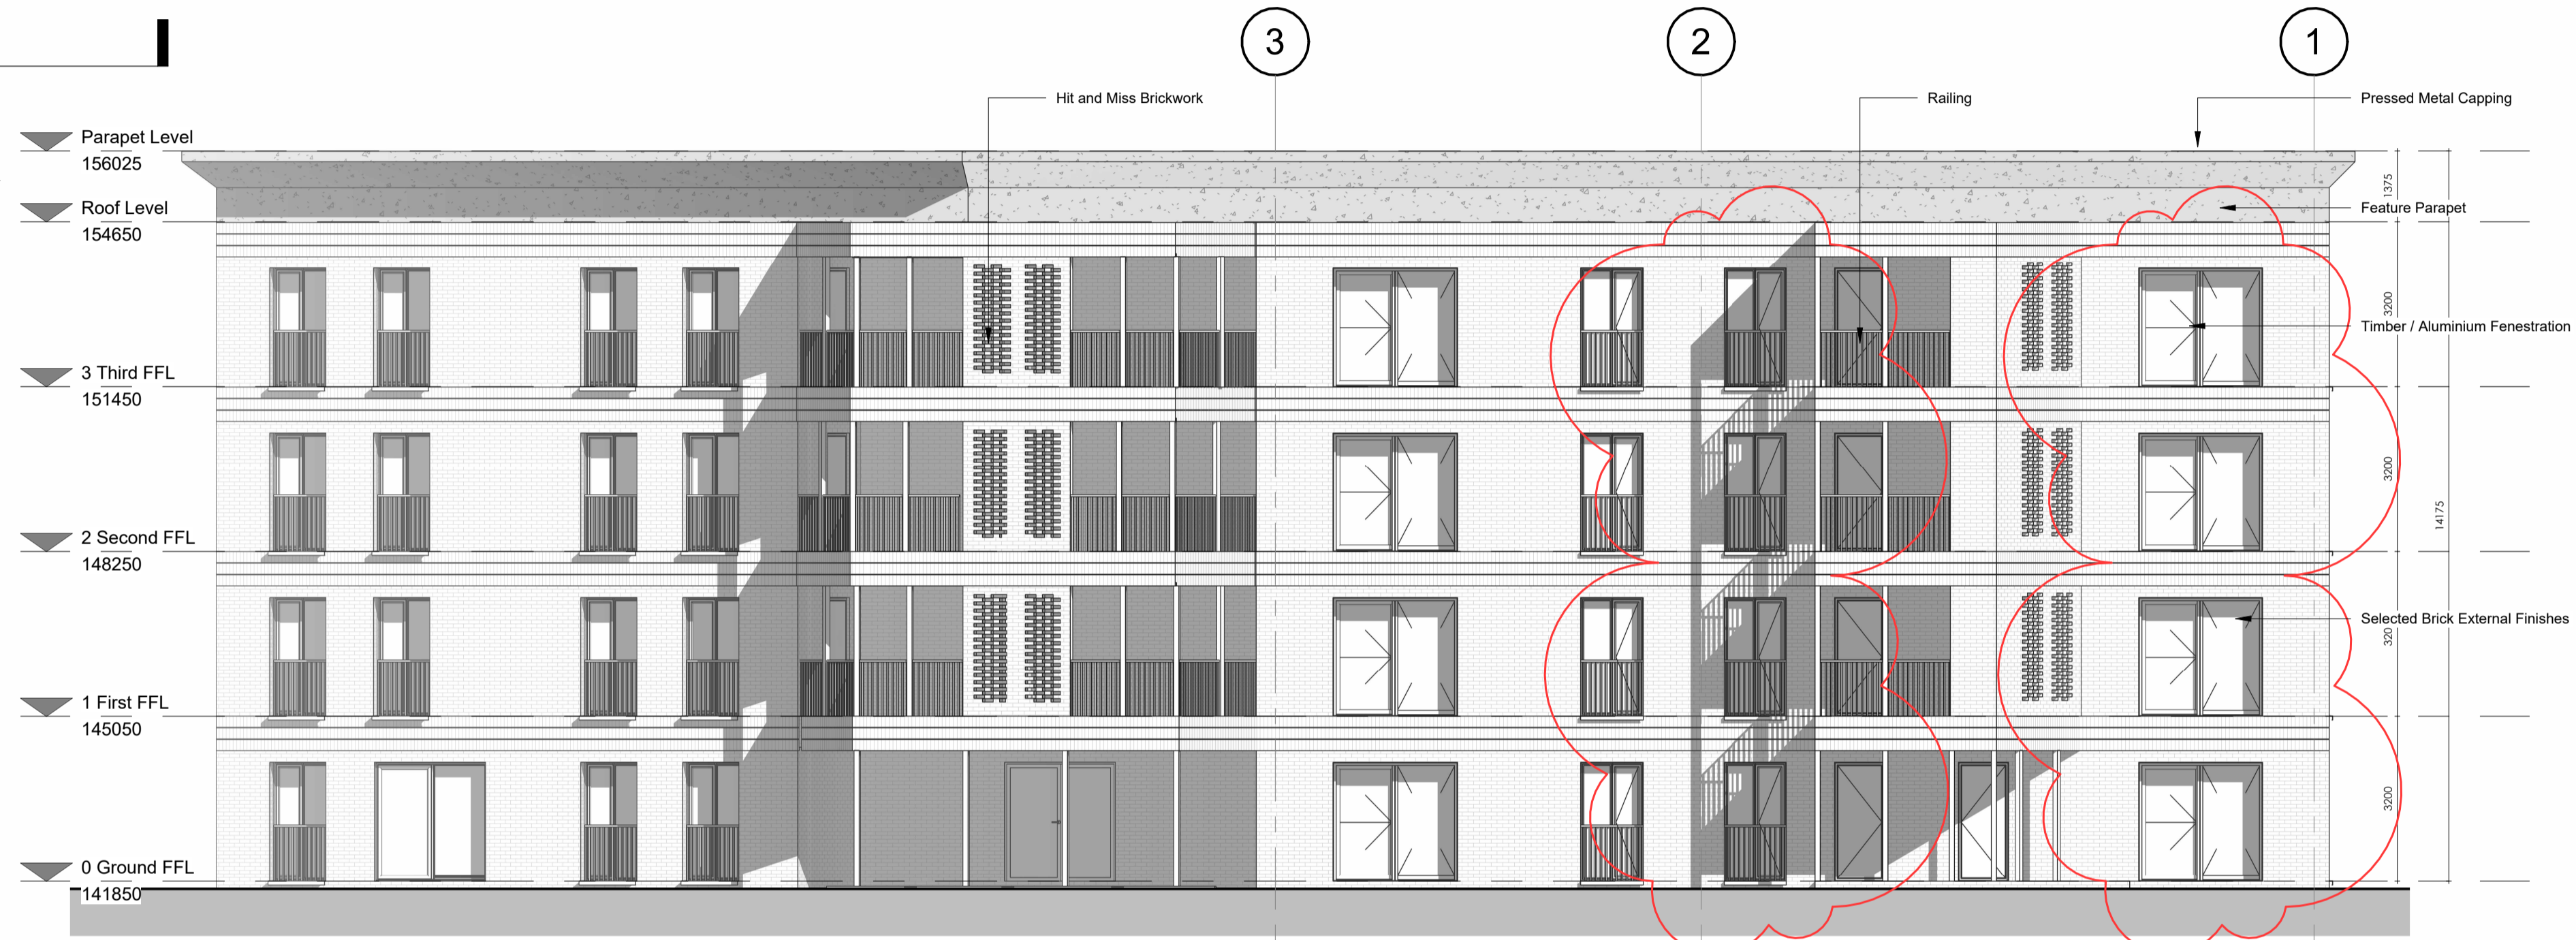 3
2
1
Hit and Miss Brickwork
Railing
Pressed Metal Capping
Parapet Level
156025
1375
Roof Level
154650
Feature Parapet
3200
Timber / Aluminium Fenestration
3 Third FFL
151450
3200
14175
2 Second FFL
148250
Selected Brick External Finishes
320
1 First FFL
145050
3200
0 Ground FFL
141850